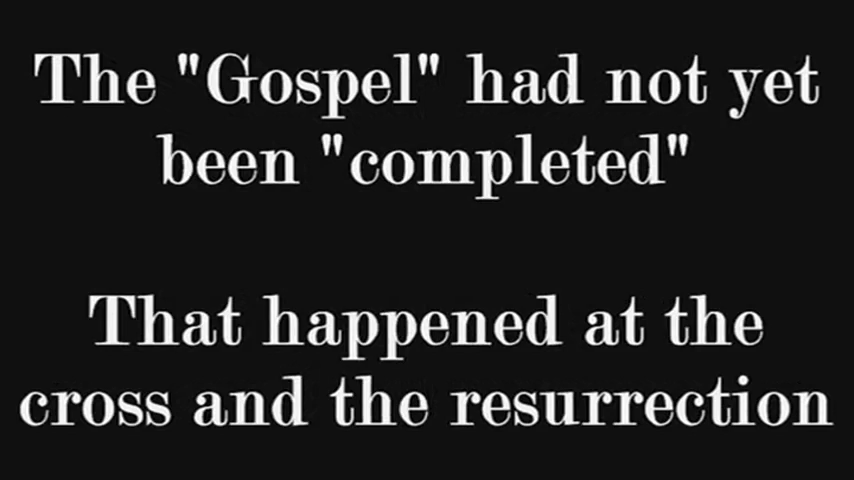 The "Gospel" had not yet
been "completed"
That happened at the
cross and the resurrection